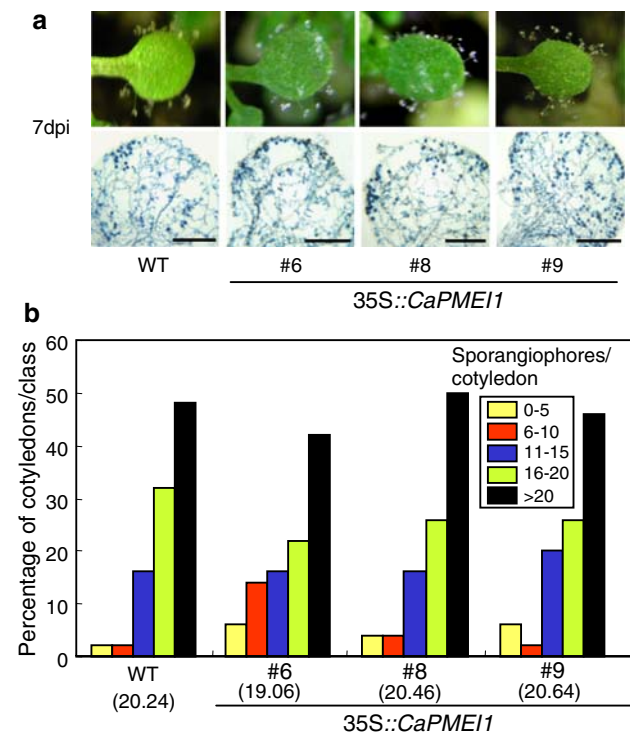 a
7dpi
WT #6 #8 #9
35S::CaPMEI1
b
Percentage of cotyledons/class
60
50
40
30
20
10
0
Sporangiophores/
cotyledon
0-5
6-10
11-15
16-20
>20
WT #6 #8 #9
(20.24) (19.06) (20.46) (20.64)
35S::CaPMEI1